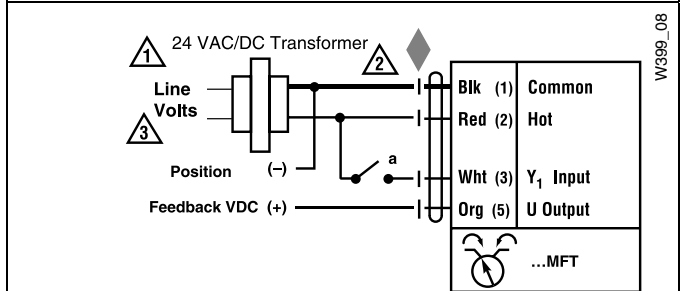 W399_08
1 24 VAC/DC Transformer 2
Line
Volts
3
Blk (1) Common
Red (2) Hot
a
Position (–)
Wht (3) Y₁ Input
Feedback VDC (+) Org (5) U Output
...MFT